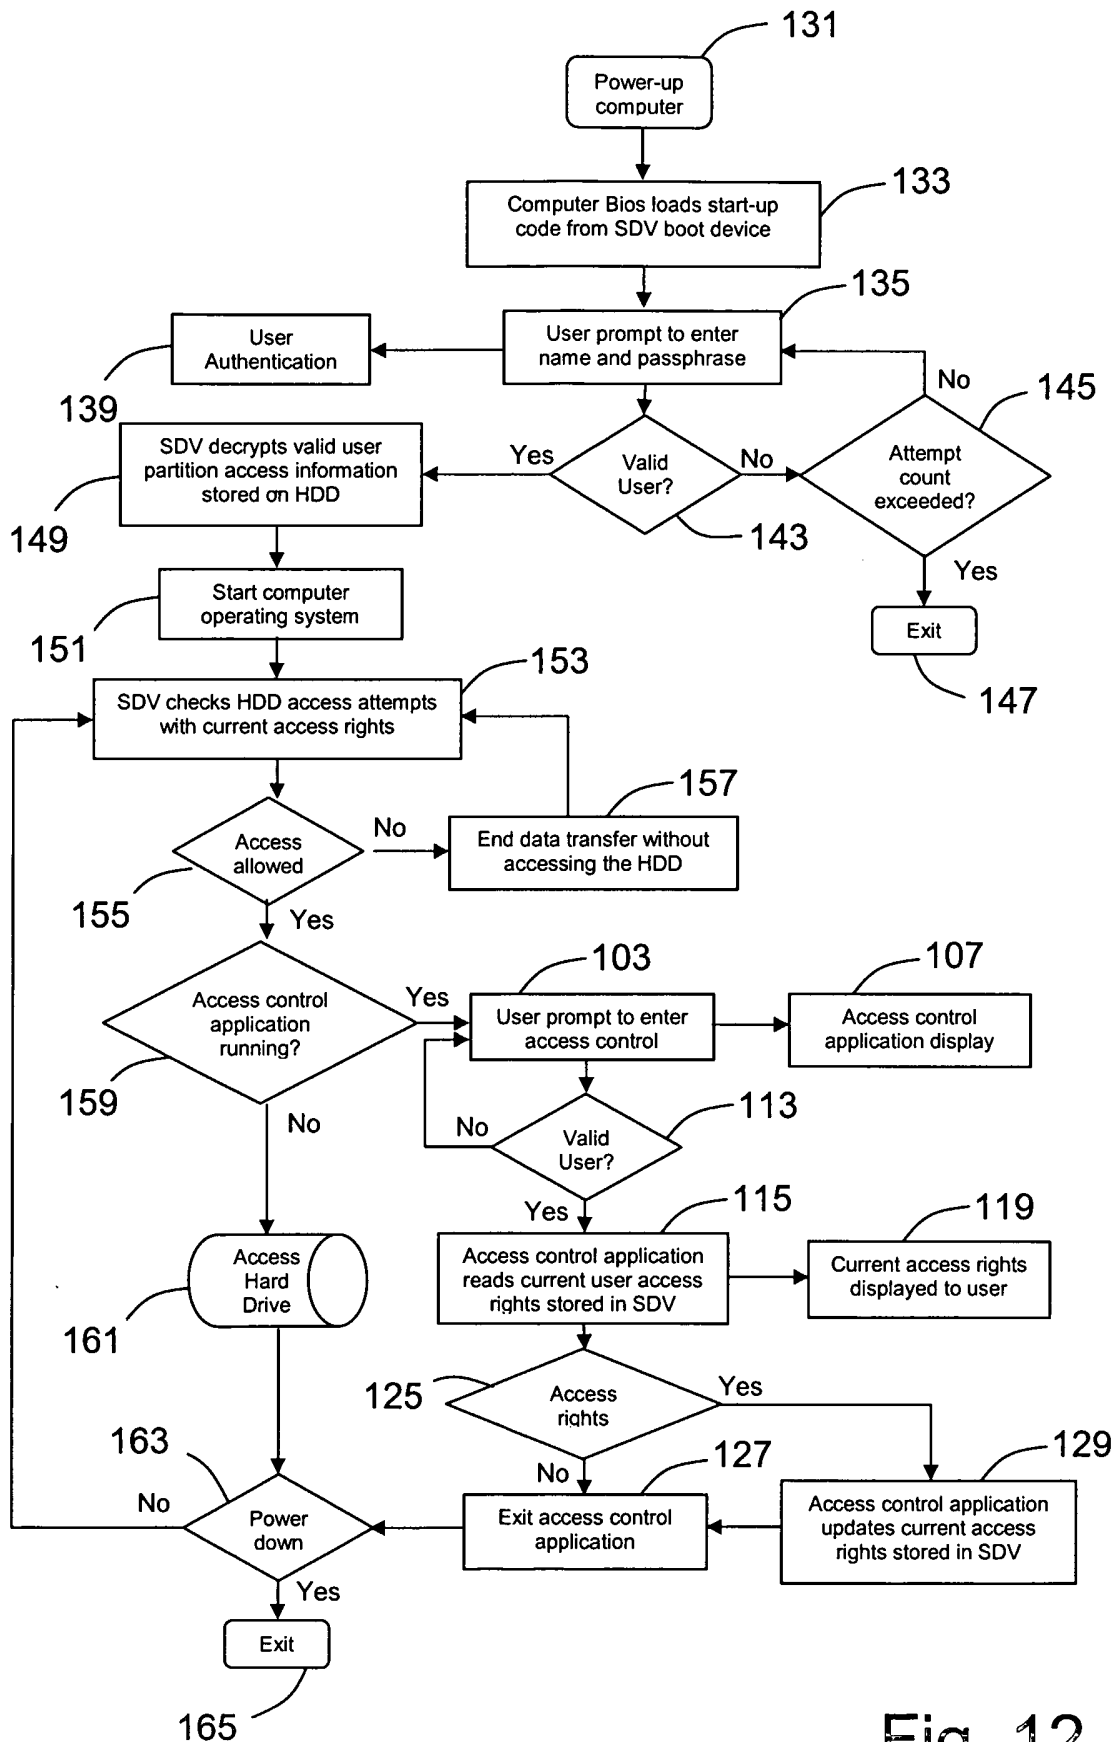 131
Power-up
computer
133
Computer Bios loads start-up
code from SDV boot device
135
User prompt to enter
name and passphrase
User
Authentication
139
No
145
SDV decrypts valid user
partition access information
stored on HDD
149
Yes
Valid
User?
No
143
Attempt
count
exceeded?
Yes
Exit
147
Start computer
operating system
151
153
SDV checks HDD access attempts
with current access rights
157
Access
allowed
No
End data transfer without
accessing the HDD
155
Yes
103
107
Access control
application
running?
Yes
User prompt to enter
access control
Access control
application display
159
No
113
No
Valid
User?
Yes
115
119
Access control application
reads current user access
rights stored in SDV
Current access rights
displayed to user
Access
Hard
Drive
161
125
Access
rights
Yes
163
No
127
129
No
Power
down
Exit access control
application
Access control application
updates current access
rights stored in SDV
Yes
Exit
165
Fig. 12